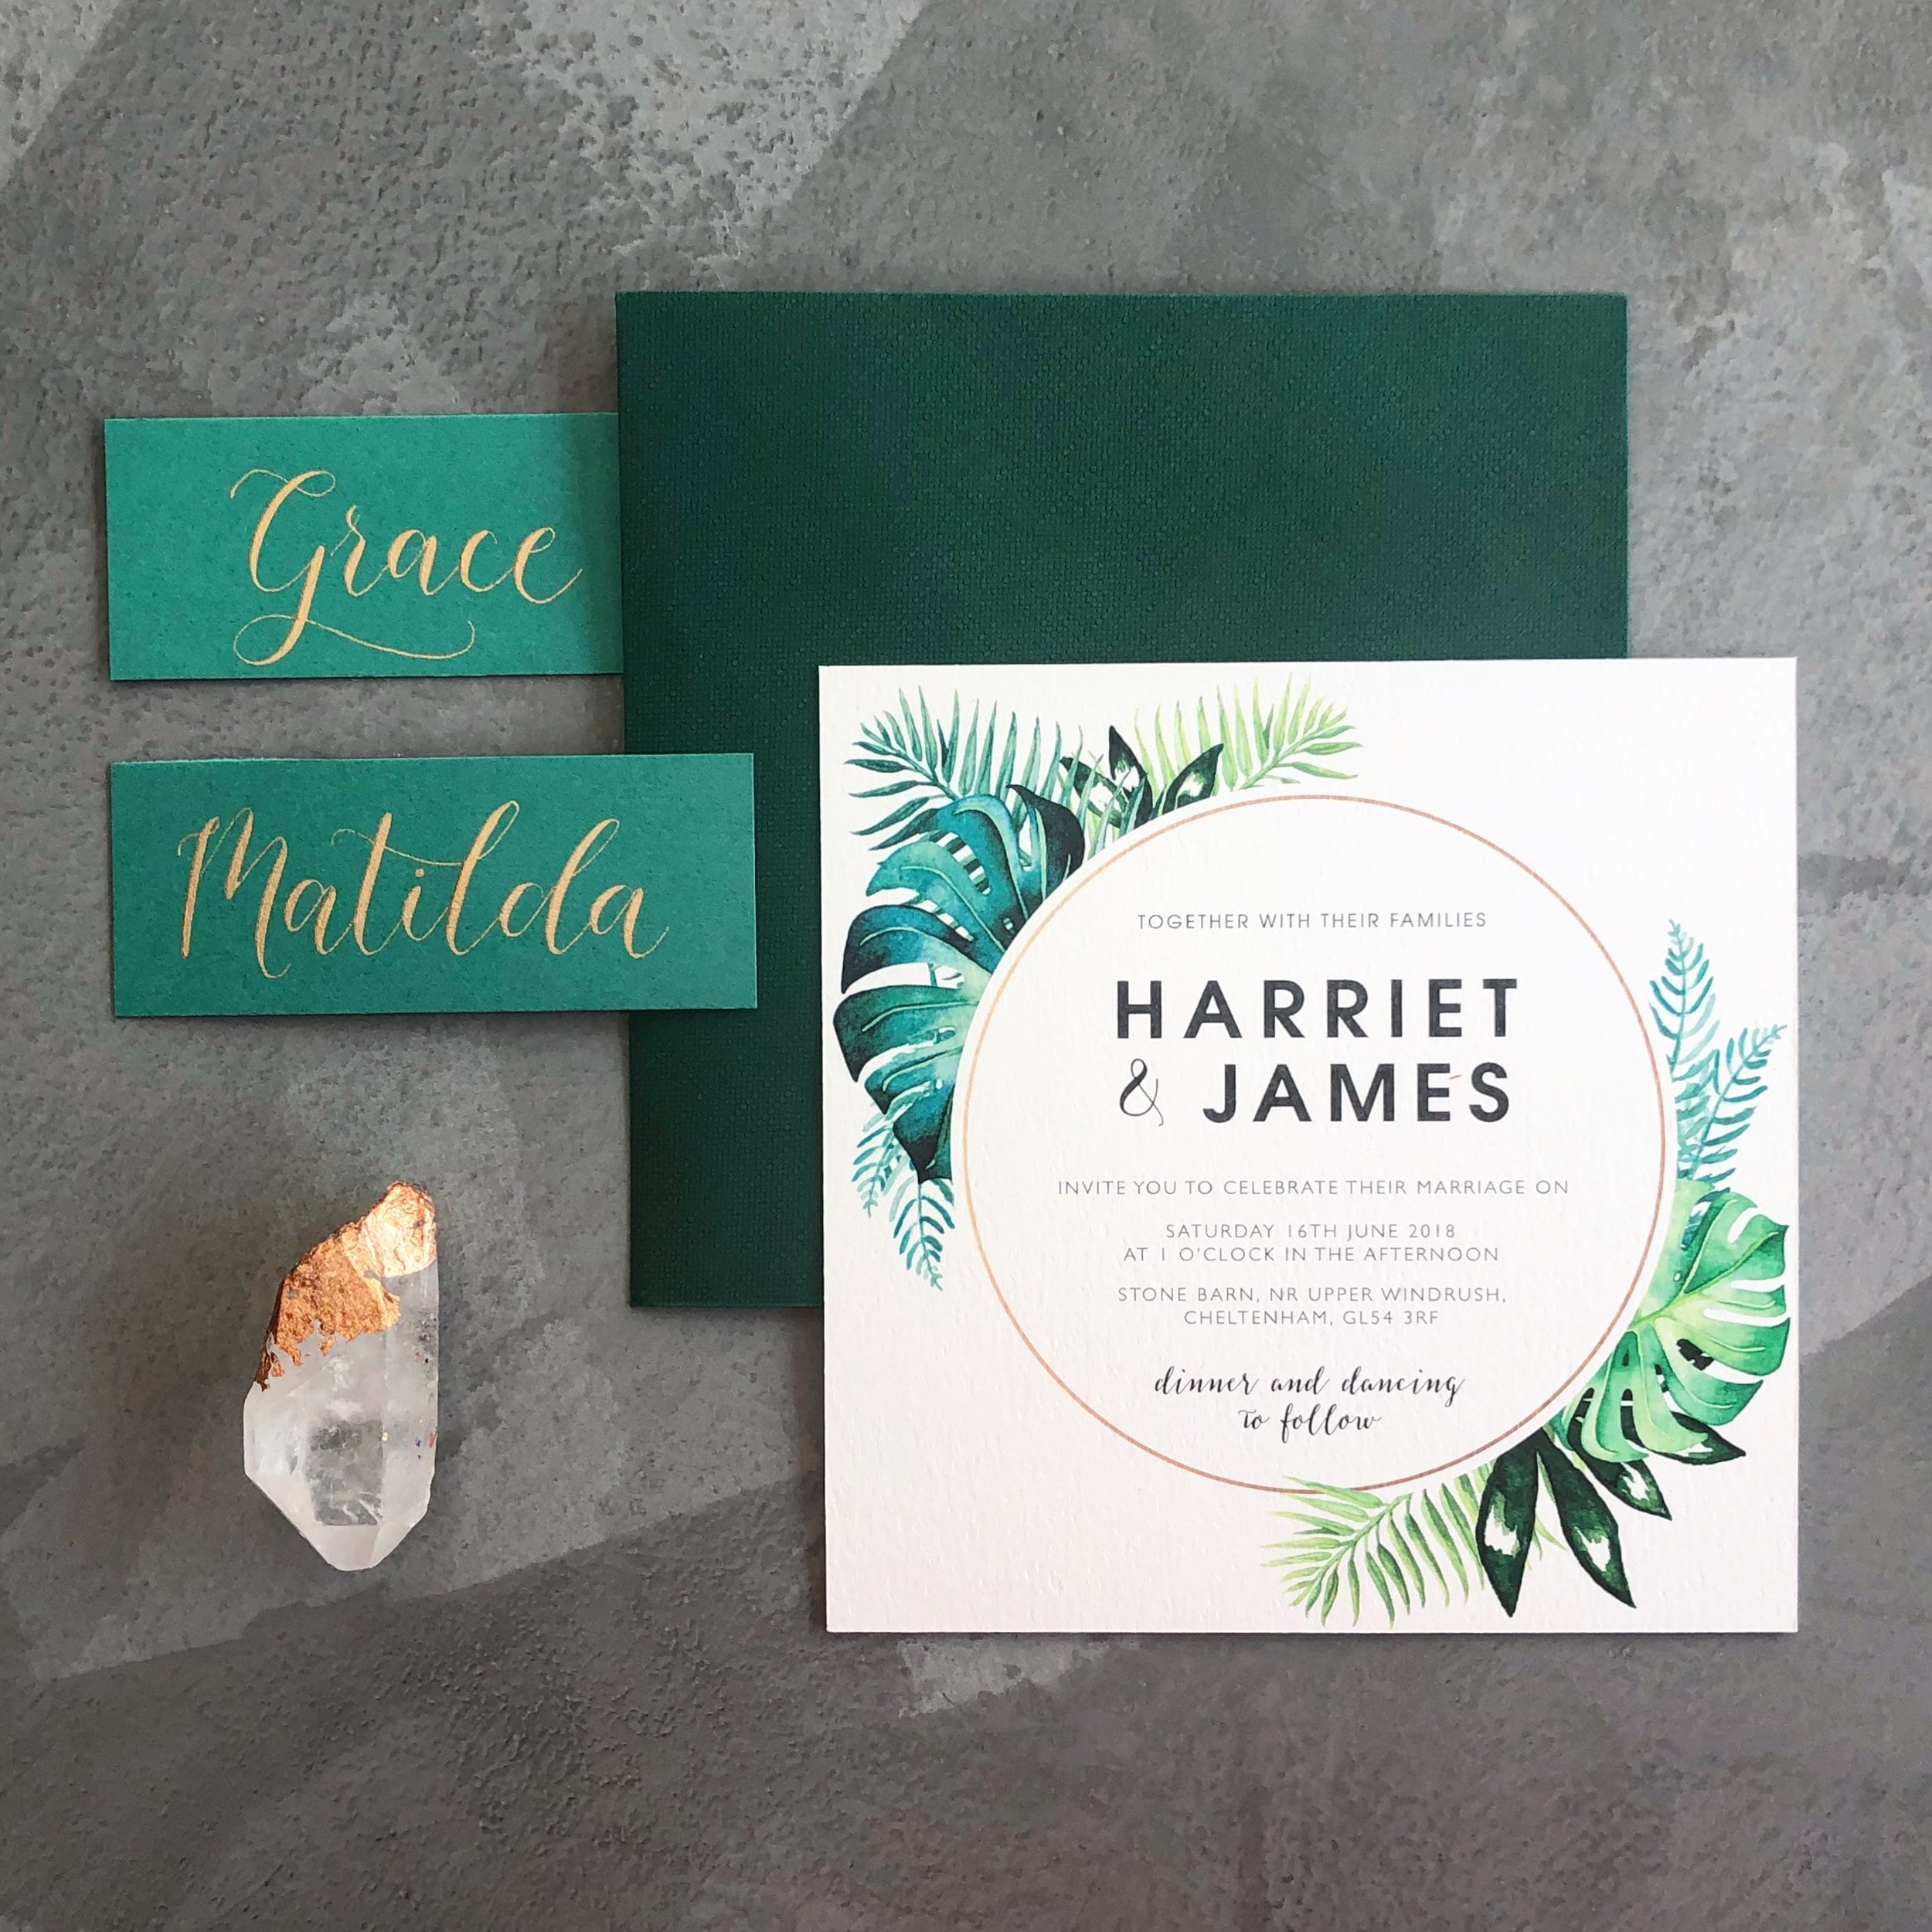 Grace
Matilda
TOGETHER WITH THEIR FAMILIES
HARRIET
& JAMES
INVITE YOU TO CELEBRATE THEIR MARRIAGE ON
SATURDAY 16TH JUNE 2018
AT 1 O'CLOCK IN THE AFTERNOON
STONE BARN, NR UPPER WINDRUSH,
CHELTENHAM, GL54 3RF
dinner and dancing
to follow